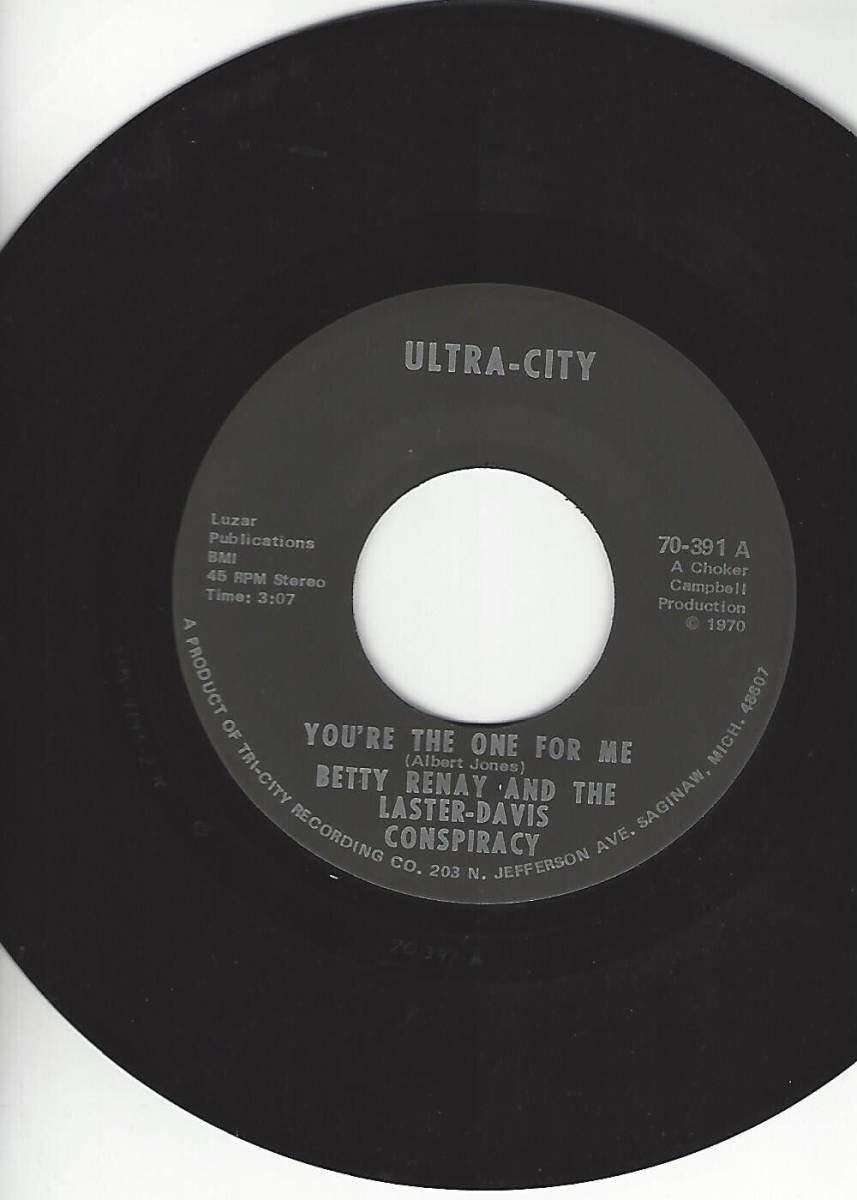 ULTRA-CITY
Luzar
Publications
BMI
45 RPM Stereo
Time: 3:07
70-391 A
A Choker
Campbell
Production
© 1970
YOU'RE THE ONE FOR ME
(Albert Jones)
BETTY RENAY AND THE
LASTER-DAVIS
CONSPIRACY
A PRODUCT OF TRI-CITY RECORDING CO. 203 N. JEFFERSON AVE. SAGINAW, MICH. 48607